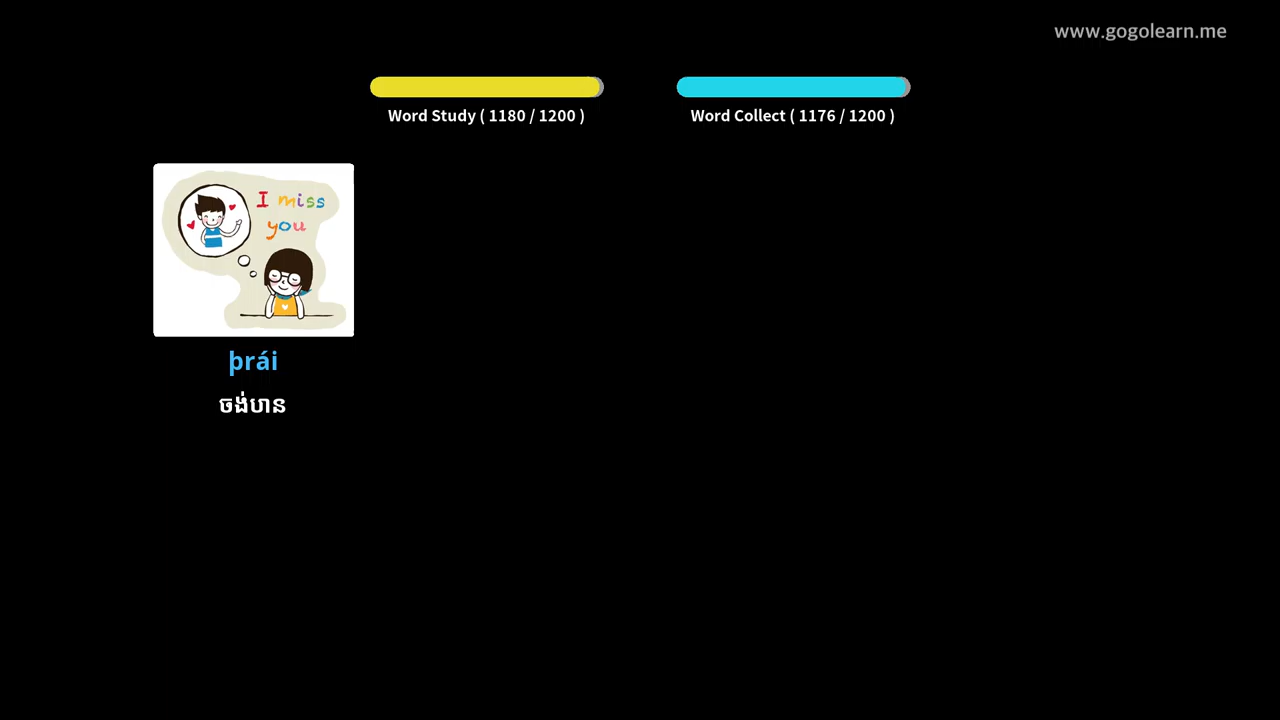 www.gogolearn.me
Word Study ( 1180 / 1200 )
Word Collect ( 1176 / 1200 )
I miss
you
þrái
ចង់បាន